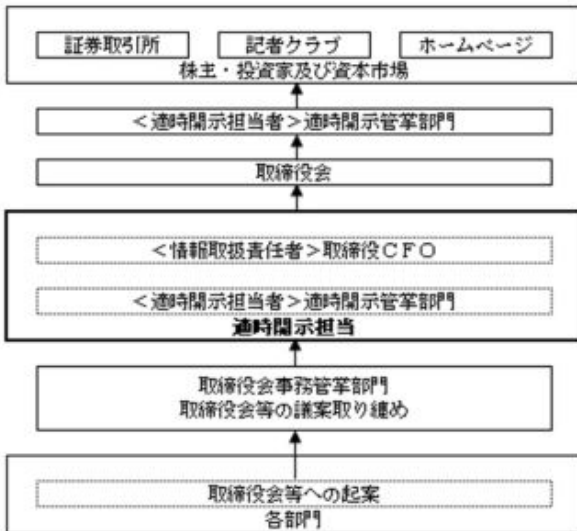 証券取引所 記者クラブ ホームページ
株主・投資家及び資本市場
＜適時開示担当者＞適時開示管掌部門
取締役会
＜情報取扱責任者＞取締役ＣＦＯ
＜適時開示担当者＞適時開示管掌部門
適時開示担当
取締役会事務管掌部門
取締役会等の議案取り纏め
取締役会等への起案
各部門